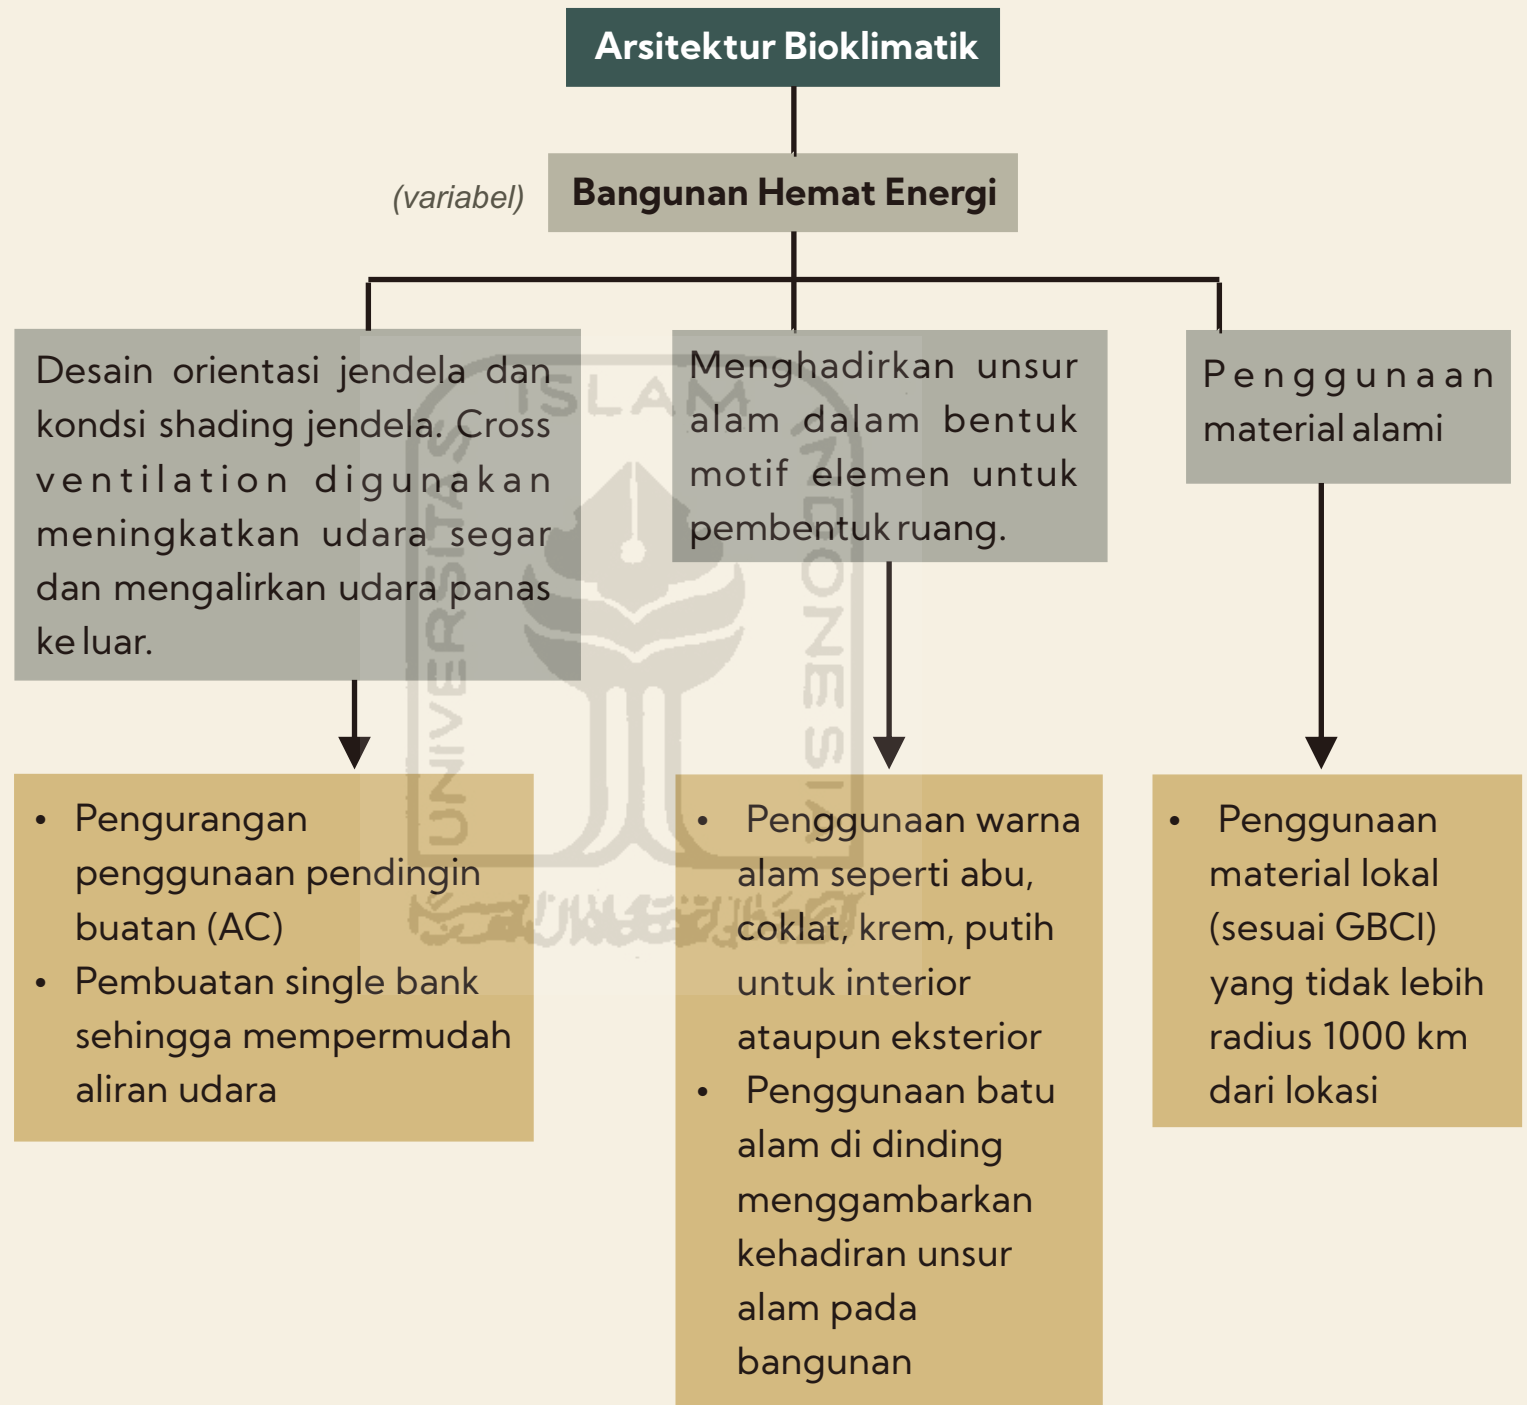 Arsitektur Bioklimatik
(variabel)
Bangunan Hemat Energi
Desain orientasi jendela dan
kondsi shading jendela. Cross
ventilation digunakan
meningkatkan udara segar
dan mengalirkan udara panas
ke luar.
Menghadirkan unsur
alam dalam bentuk
motif elemen untuk
pembentuk ruang.
Penggunaan
material alami
• Pengurangan
penggunaan pendingin
buatan (AC)
• Pembuatan single bank
sehingga mempermudah
aliran udara
• Penggunaan warna
alam seperti abu,
coklat, krem, putih
untuk interior
ataupun eksterior
• Penggunaan batu
alam di dinding
menggambarkan
kehadiran unsur
alam pada
bangunan
• Penggunaan
material lokal
(sesuai GBCI)
yang tidak lebih
radius 1000 km
dari lokasi
UNIVERSITAS
ISLAM
INDONESIA